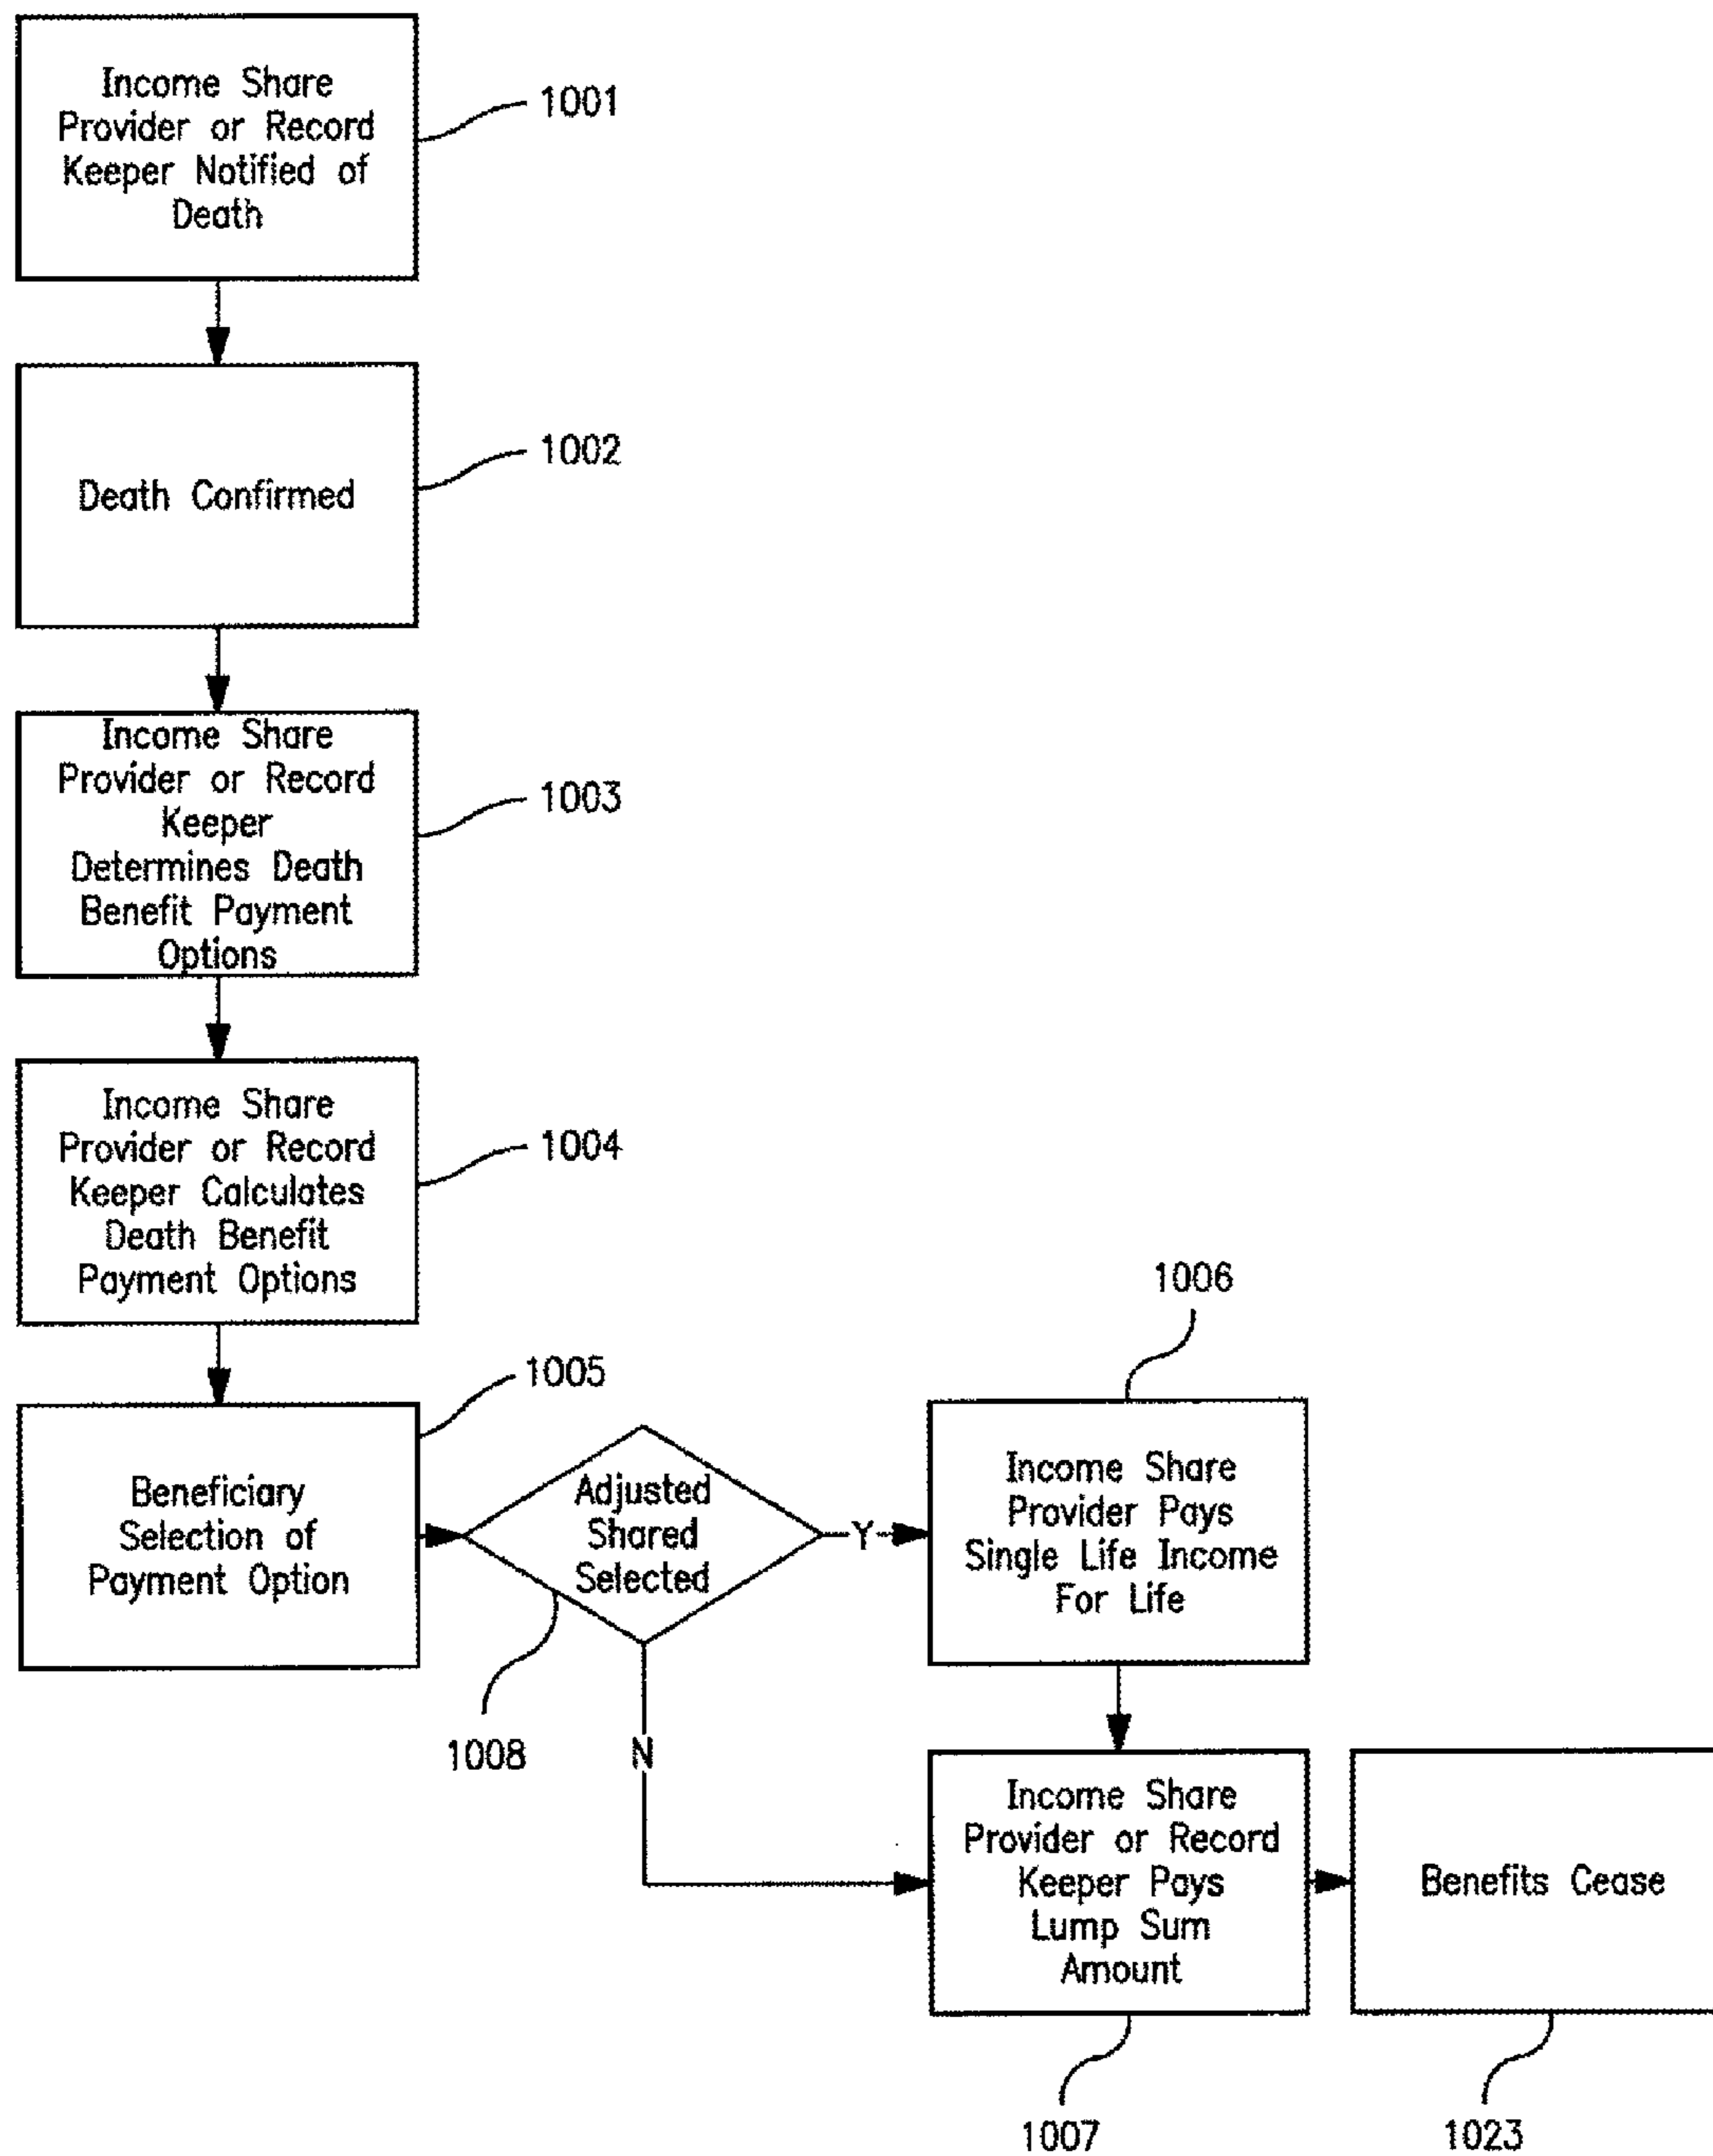 Income Share
Provider or Record
Keeper Notified of
Death
1001
Death Confirmed
1002
Income Share
Provider or Record
Keeper
Determines Death
Benefit Payment
Options
1003
Income Share
Provider or Record
Keeper Calculates
Death Benefit
Payment Options
1004
Beneficiary
Selection of
Payment Option
1005
Adjusted
Shared
Selected
1008
Y
N
1006
Income Share
Provider Pays
Single Life Income
For Life
Income Share
Provider or Record
Keeper Pays
Lump Sum
Amount
1007
Benefits Cease
1023